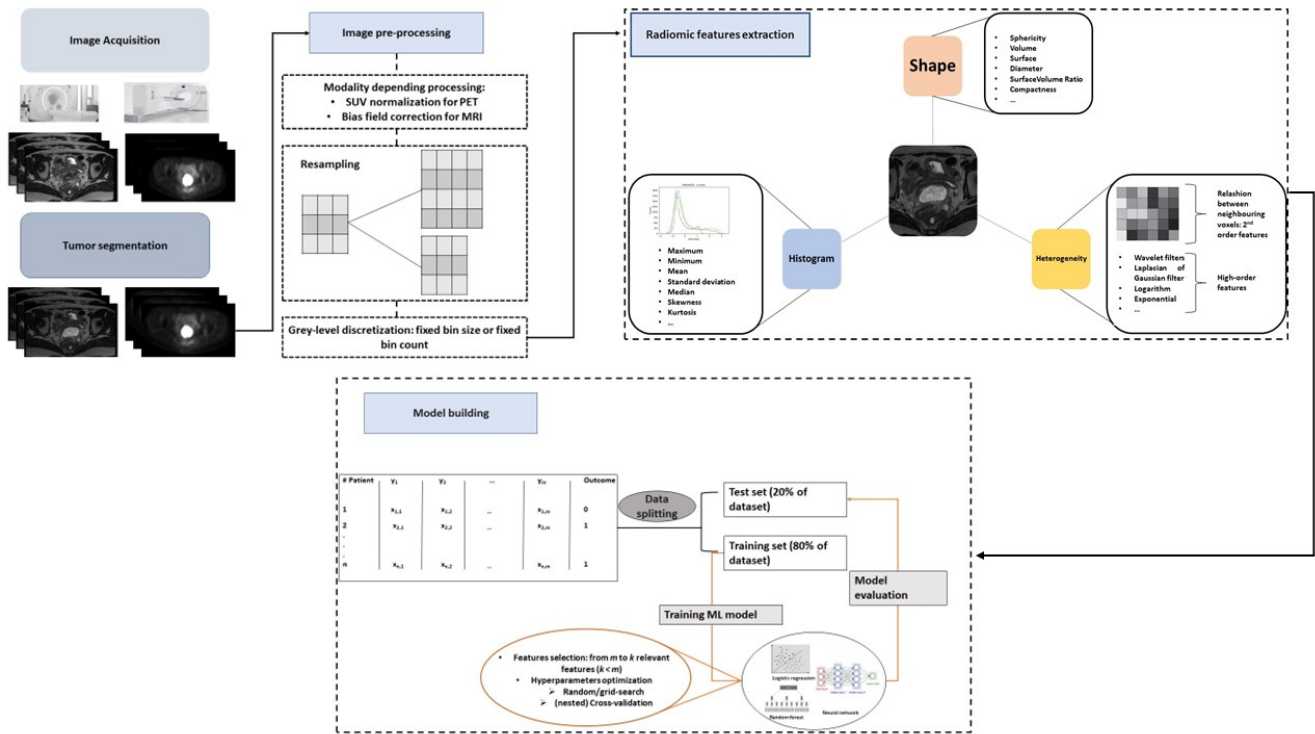 Image Acquisition
Tumor segmentation
Image pre-processing
Modality depending processing:
• SUV normalization for PET
• Bias field correction for MRI
Resampling
Grey-level discretization: fixed bin size or fixed
bin count
Radiomic features extraction
Shape
• Sphericity
• Volume
• Surface
• Diameter
• SurfaceVolume Ratio
• Compactness
• ...
• Maximum
• Minimum
• Mean
• Standard deviation
• Median
• Skewness
• Kurtosis
• ...
Histogram
Heterogeneity
Relashion
between
neighbouring
voxels: 2nd
order features
• Wavelet filters
• Laplacian of
Gaussian filter
• Logarithm
• Exponential
• ...
High-order
features
Model building
# Patient y1 y2 ... ym Outcome
1 x1,1 x1,2 ... x1,m 0
2 x2,1 x2,2 ... x2,m 1
.
.
.
n xn,1 xn,2 ... xn,m 1
Data
splitting
Test set (20% of
dataset)
Training set (80% of
dataset)
Training ML model
Model
evaluation
• Features selection: from m to k relevant
features (k < m)
• Hyperparameters optimization
➢ Random/grid-search
➢ (nested) Cross-validation
Logistic regression
Random forest
Neural network